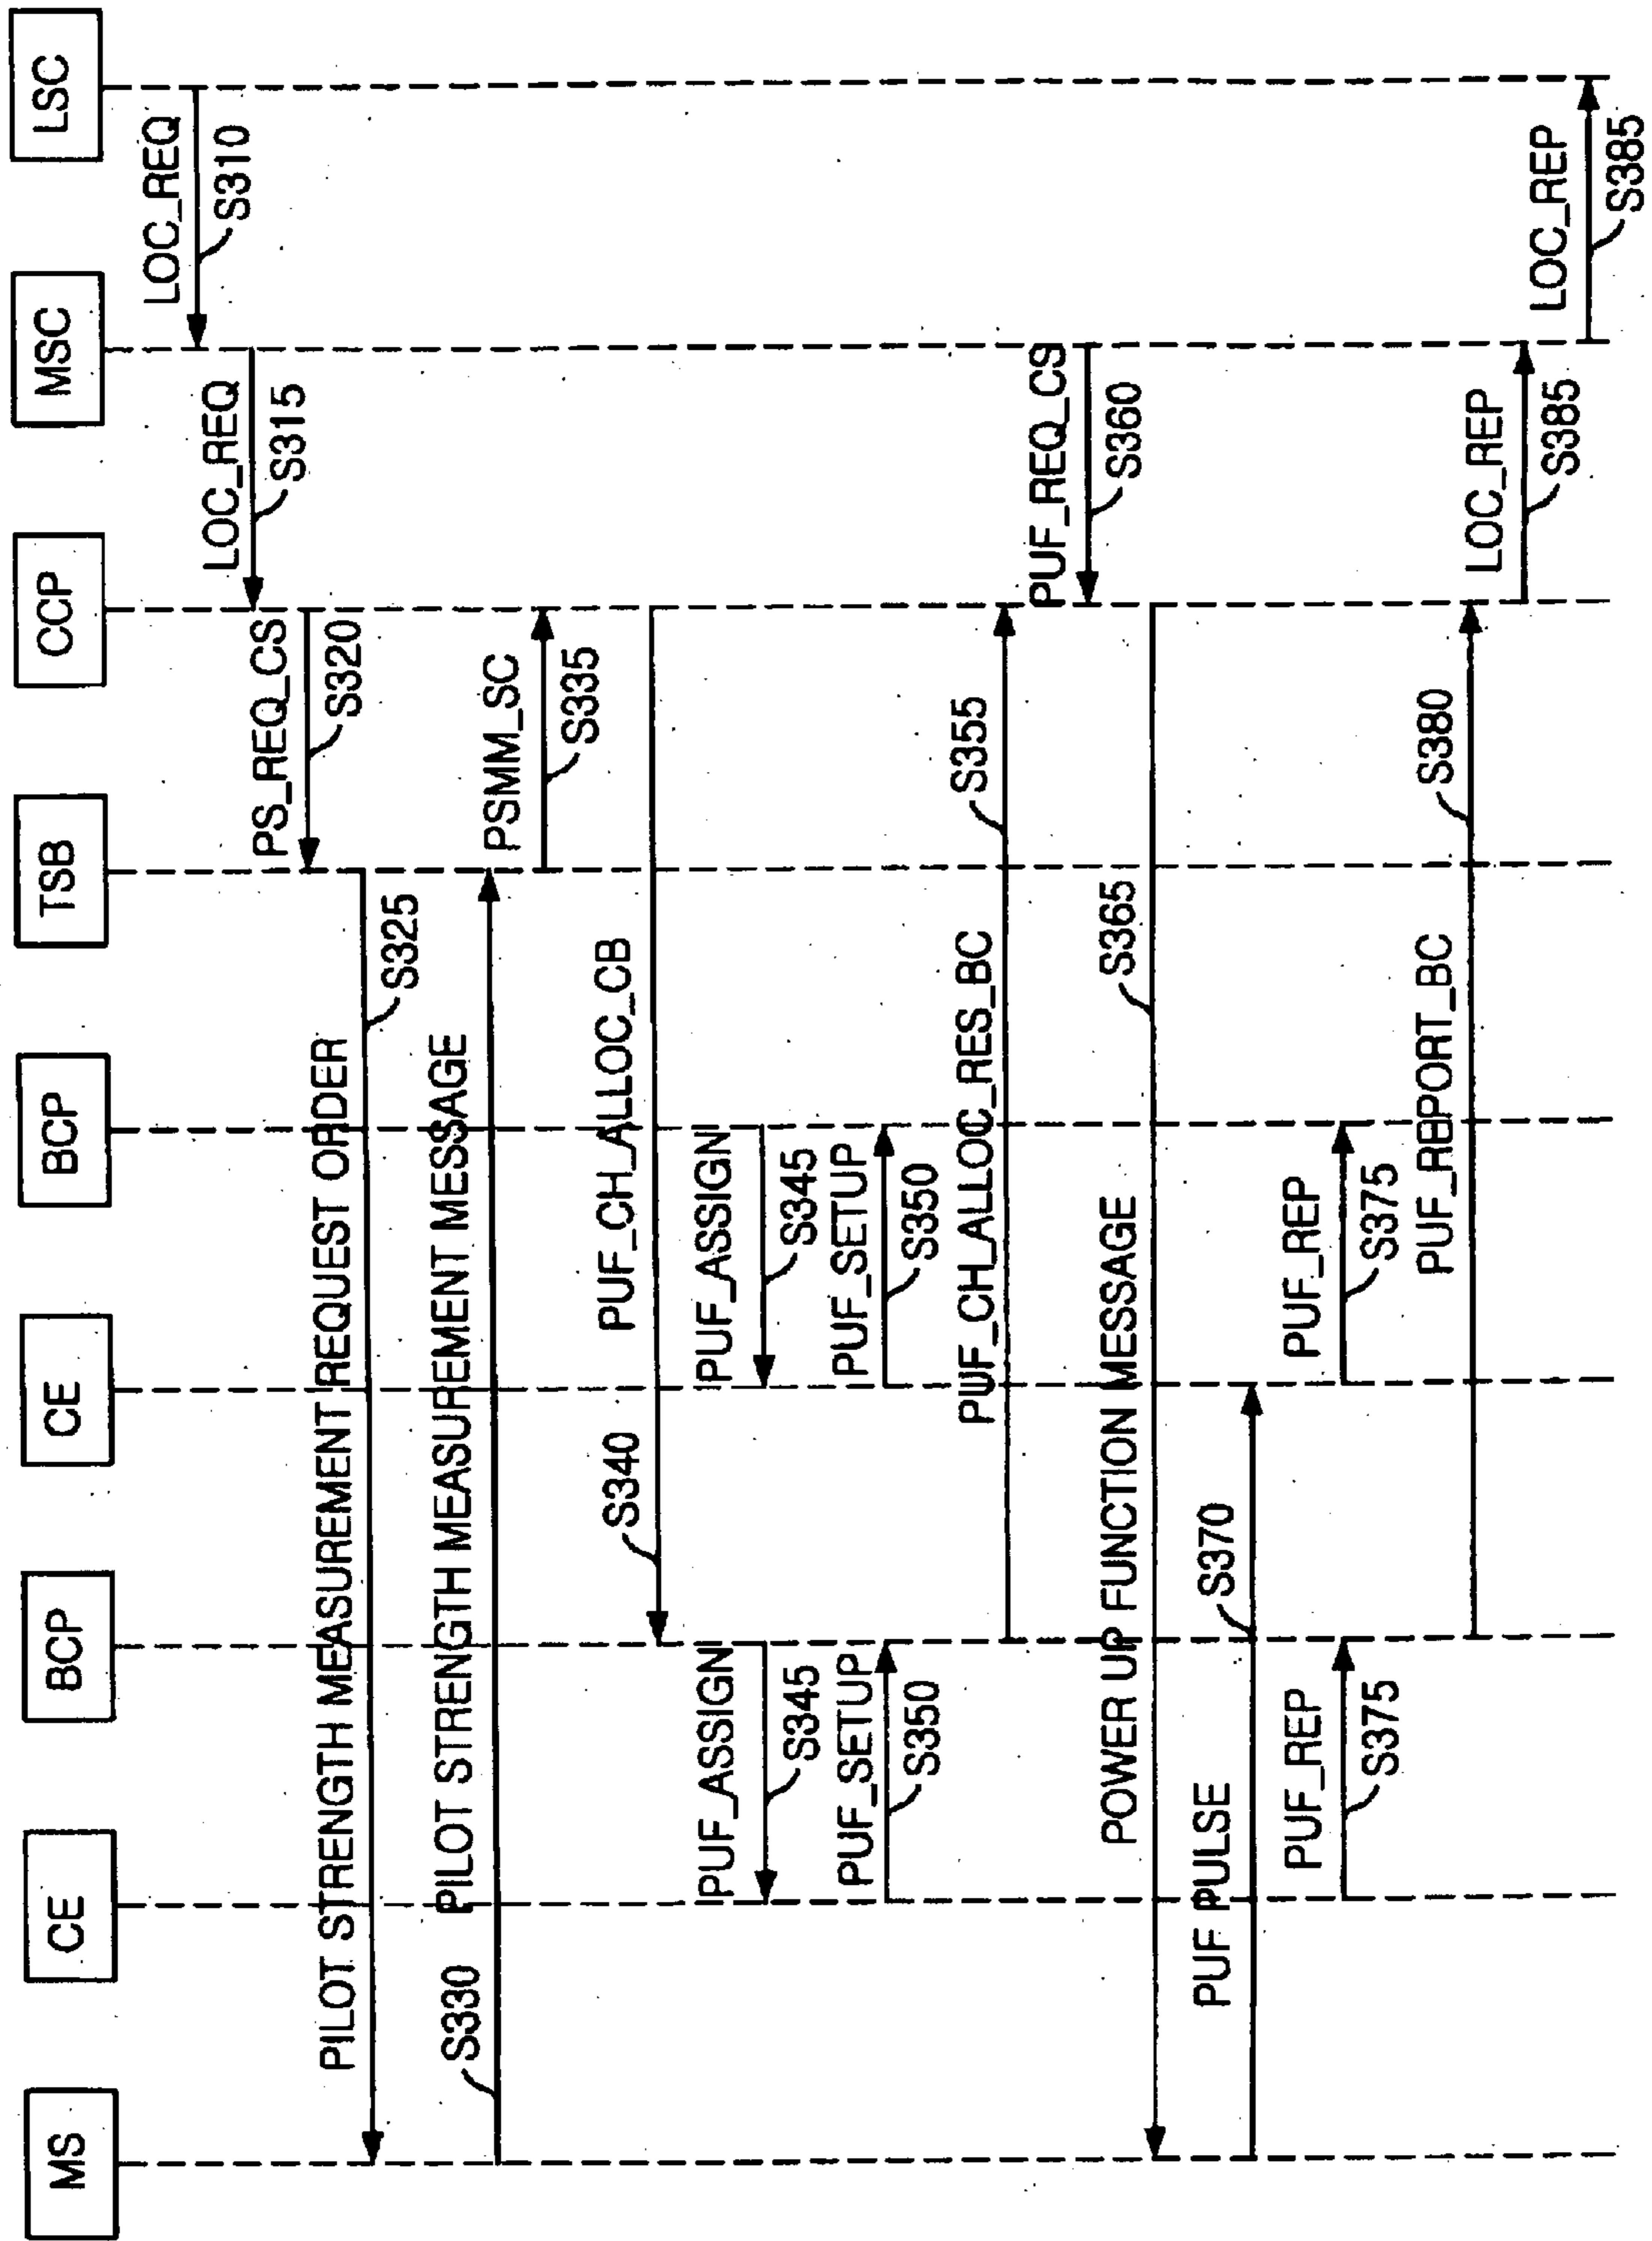 MS
CE
BCP
CE
BCP
TSB
CCP
MSC
LSC
LOC_REQ
S310
LOC_REQ
S315
PS_REQ_CS
S320
PILOT STRENGTH MEASUREMENT REQUEST ORDER
S325
PILOT STRENGTH MEASUREMENT MESSAGE
S330
PSMM_SC
S335
PUF_CH_ALLOC_CB
S340
PUF_ASSIGN
S345
PUF_ASSIGN
S345
PUF_SETUP
S350
PUF_SETUP
S350
PUF_CH_ALLOC_RES_BC
S355
PUF_REQ_CS
S360
POWER UP FUNCTION MESSAGE
S365
PUF PULSE
S370
PUF_REP
S375
PUF_REP
S375
PUF_REPORT_BC
S380
LOC_REP
S385
LOC_REP
S385